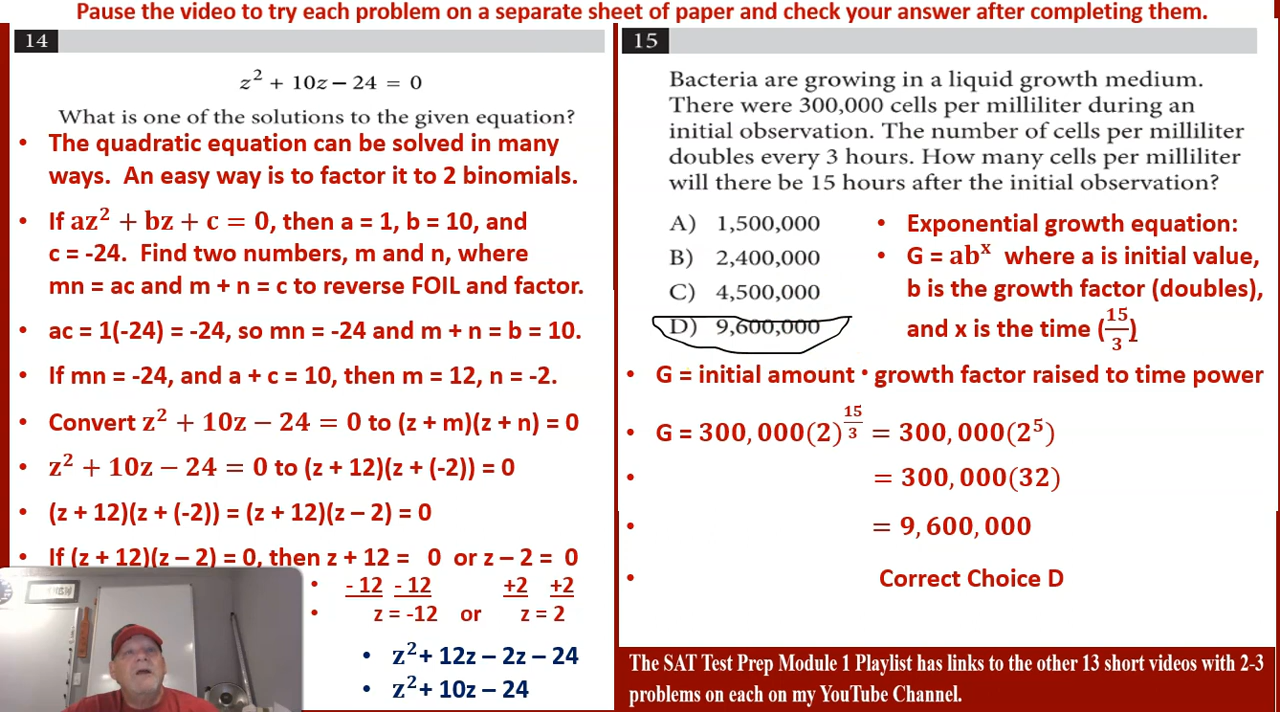 Pause the video to try each problem on a separate sheet of paper and check your answer after completing them.
14
z² + 10z − 24 = 0
What is one of the solutions to the given equation?
• The quadratic equation can be solved in many
ways. An easy way is to factor it to 2 binomials.
• If az² + bz + c = 0, then a = 1, b = 10, and
c = -24. Find two numbers, m and n, where
mn = ac and m + n = c to reverse FOIL and factor.
• ac = 1(-24) = -24, so mn = -24 and m + n = b = 10.
• If mn = -24, and a + c = 10, then m = 12, n = -2.
• Convert z² + 10z − 24 = 0 to (z + m)(z + n) = 0
• z² + 10z − 24 = 0 to (z + 12)(z + (-2)) = 0
• (z + 12)(z + (-2)) = (z + 12)(z − 2) = 0
• If (z + 12)(z − 2) = 0, then z + 12 = 0 or z − 2 = 0
• - 12 - 12 +2 +2
• z = -12 or z = 2
• z²+ 12z − 2z − 24
• z²+ 10z − 24
15
Bacteria are growing in a liquid growth medium.
There were 300,000 cells per milliliter during an
initial observation. The number of cells per milliliter
doubles every 3 hours. How many cells per milliliter
will there be 15 hours after the initial observation?
A) 1,500,000
B) 2,400,000
C) 4,500,000
D) 9,600,000
• Exponential growth equation:
• G = abˣ where a is initial value,
b is the growth factor (doubles),
and x is the time (15/3)
• G = initial amount · growth factor raised to time power
• G = 300,000(2)^(15/3) = 300,000(2⁵)
• = 300,000(32)
• = 9,600,000
• Correct Choice D
The SAT Test Prep Module 1 Playlist has links to the other 13 short videos with 2-3
problems on each on my YouTube Channel.